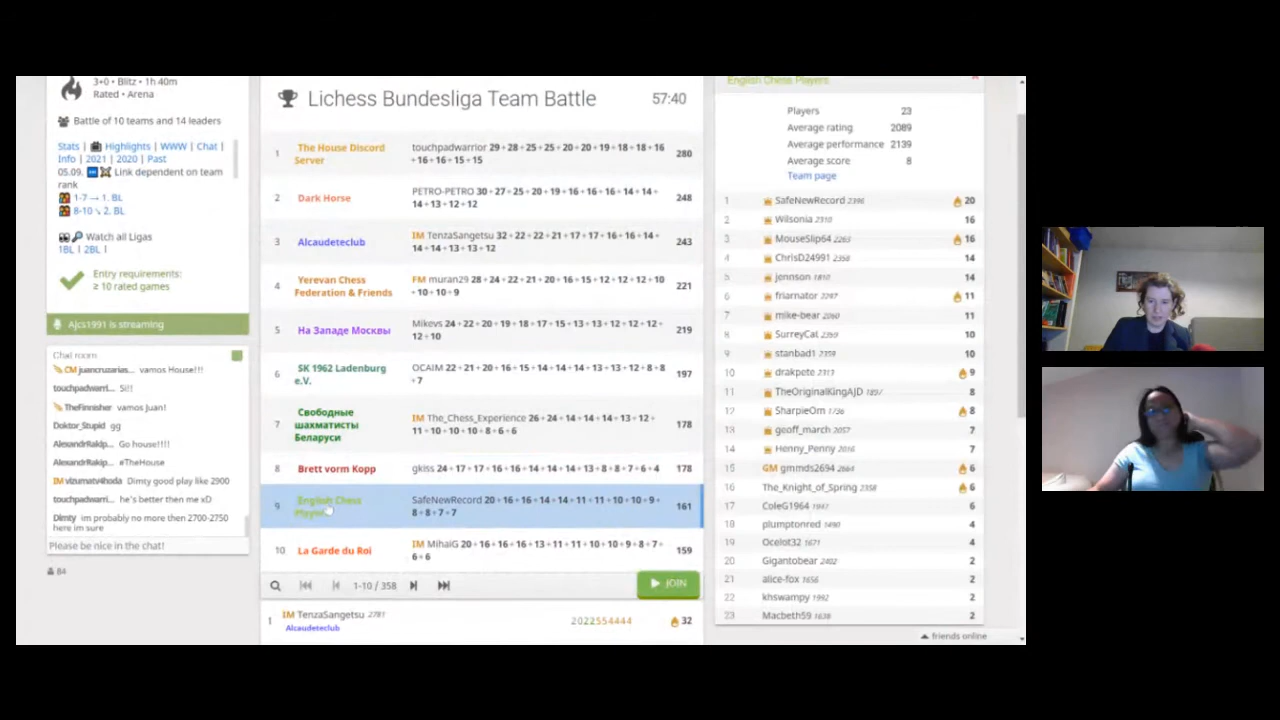 3+0 • Blitz • 1h 40m
Rated • Arena
Battle of 10 teams and 14 leaders
Stats | Highlights | WWW | Chat |
Info | 2021 | 2020 | Past
05.09. Link dependent on team
rank
1-7 → 1. BL
8-10 ↘ 2. BL
Watch all Ligas
1BL | 2BL |
Entry requirements:
≥ 10 rated games
Ajcs1991 is streaming
Chat room
CM juancruzarias... vamos House!!!
touchpadwarri... Si!!
TheFinnisher vamos Juan!
Doktor_Stupid gg
AlexandrRakip... Go house!!!!
AlexandrRakip... #TheHouse
IM vizumatv4hoda Dimty good play like 2900
touchpadwarri... he's better then me xD
Dimty im probably no more then 2700-2750
here im sure
Please be nice in the chat!
84
Lichess Bundesliga Team Battle 57:40
1 The House Discord Server touchpadwarrior 29 + 28 + 25 + 25 + 20 + 20 + 19 + 18 + 18 + 16 + 16 + 16 + 15 + 15 280
2 Dark Horse PETRO-PETRO 30 + 27 + 25 + 20 + 19 + 16 + 16 + 16 + 14 + 14 + 14 + 13 + 12 + 12 248
3 Alcaudeteclub IM TenzaSangetsu 32 + 22 + 22 + 21 + 17 + 17 + 16 + 16 + 14 + 14 + 14 + 13 + 13 + 12 243
4 Yerevan Chess Federation & Friends FM muran29 28 + 24 + 22 + 21 + 20 + 16 + 15 + 12 + 12 + 12 + 10 + 10 + 10 + 9 221
5 На Западе Москвы Mikevs 24 + 22 + 20 + 19 + 18 + 17 + 15 + 13 + 13 + 12 + 12 + 12 + 12 + 10 219
6 SK 1962 Ladenburg e.V. OCAIM 22 + 21 + 20 + 16 + 15 + 14 + 14 + 14 + 13 + 13 + 12 + 8 + 8 + 7 197
7 Свободные шахматисты Беларуси IM The_Chess_Experience 26 + 24 + 14 + 14 + 14 + 13 + 12 + 11 + 10 + 10 + 10 + 8 + 6 + 6 178
8 Brett vorm Kopp gkiss 24 + 17 + 17 + 16 + 16 + 14 + 14 + 14 + 13 + 8 + 8 + 7 + 6 + 4 178
9 English Chess Players SafeNewRecord 20 + 16 + 16 + 14 + 14 + 11 + 11 + 10 + 10 + 9 + 8 + 8 + 7 + 7 161
10 La Garde du Roi IM MihaiG 20 + 16 + 16 + 16 + 13 + 11 + 11 + 10 + 10 + 9 + 8 + 7 + 6 + 6 159
1-10 / 358 JOIN
1 IM TenzaSangetsu 2781 2022554444 32
Alcaudeteclub
English Chess Players
Players 23
Average rating 2089
Average performance 2139
Average score 8
Team page
1 SafeNewRecord 2396 20
2 Wilsonia 2310 16
3 MouseSlip64 2263 16
4 ChrisD24991 2358 14
5 jennson 1810 14
6 friarnator 2297 11
7 mike-bear 2060 11
8 SurreyCat 2359 10
9 stanbad1 2359 10
10 drakpete 2313 9
11 TheOriginalKingAJD 1897 8
12 SharpieOm 1736 8
13 geoff_march 2057 7
14 Henny_Penny 2016 7
15 GM gmmds2694 2664 6
16 The_Knight_of_Spring 2358 6
17 ColeG1964 1947 6
18 plumptonred 1490 4
19 Ocelot32 1671 4
20 Gigantobear 2402 2
21 alice-fox 1656 2
22 khswampy 1992 2
23 Macbeth59 1638 2
friends online